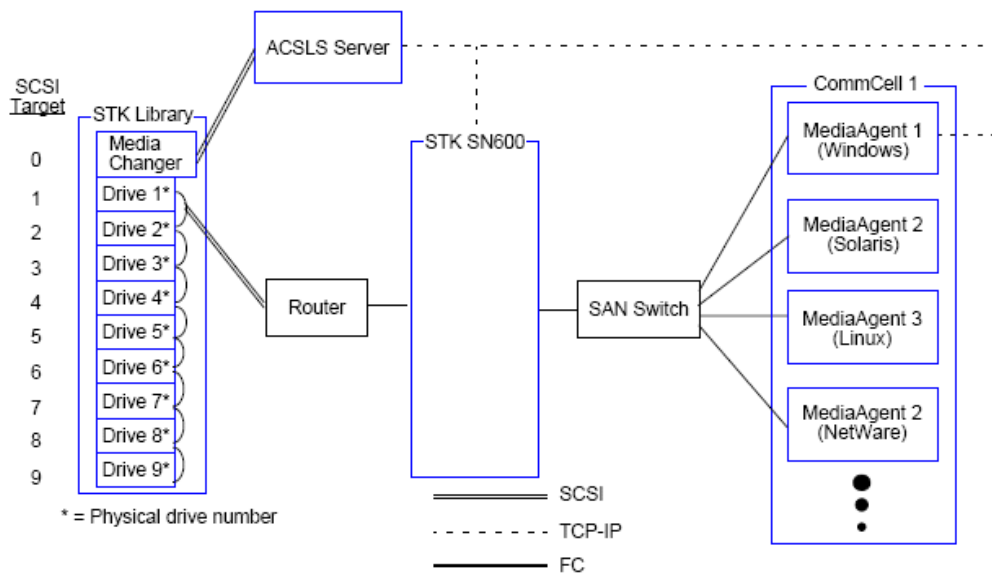 ACSLS Server
SCSI
Target
STK Library
Media
Changer
0
1
2
3
4
5
6
7
8
9
Drive 1*
Drive 2*
Drive 3*
Drive 4*
Drive 5*
Drive 6*
Drive 7*
Drive 8*
Drive 9*
* = Physical drive number
Router
STK SN600
SAN Switch
CommCell 1
MediaAgent 1
(Windows)
MediaAgent 2
(Solaris)
MediaAgent 3
(Linux)
MediaAgent 2
(NetWare)
SCSI
TCP-IP
FC